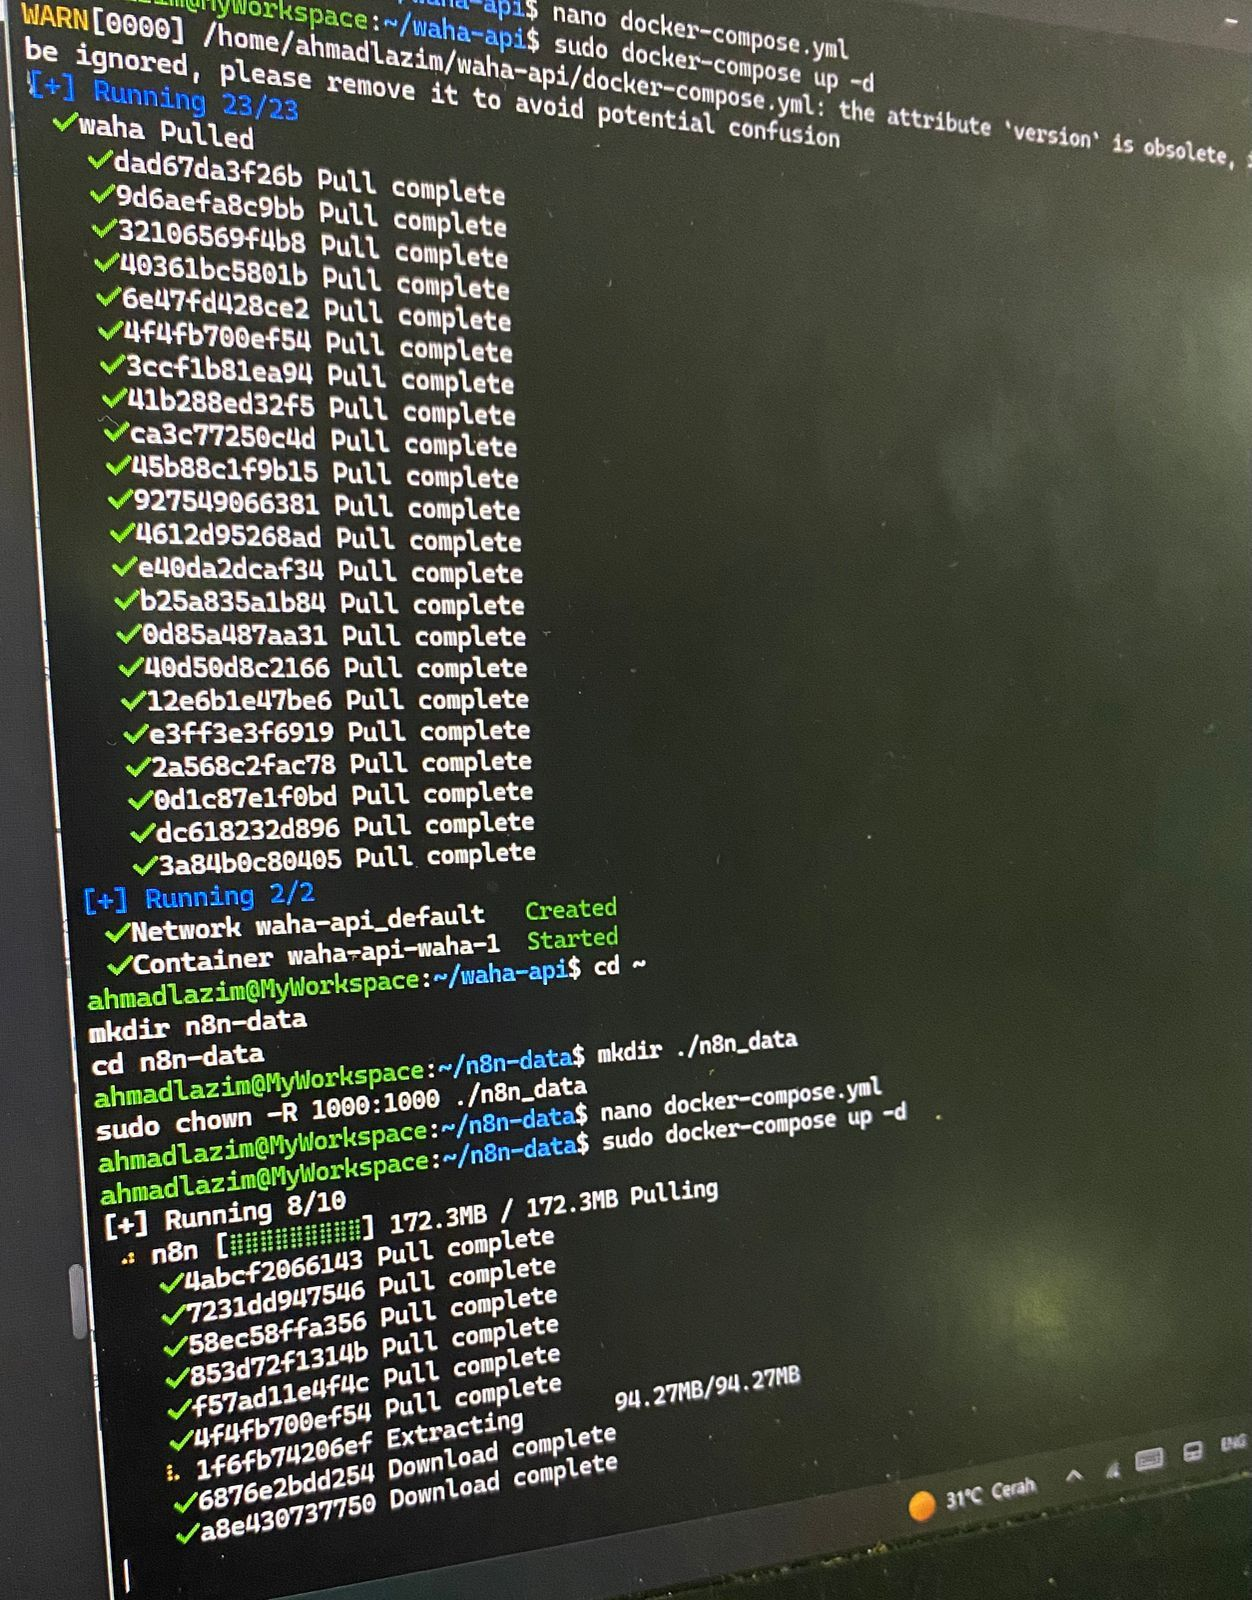 -api$ nano docker-compose.yml
@MyWorkspace:~/waha-api$ sudo docker-compose up -d
WARN[0000] /home/ahmadlazim/waha-api/docker-compose.yml: the attribute `version` is obsolete,
be ignored, please remove it to avoid potential confusion
[+] Running 23/23
✔waha Pulled
✔dad67da3f26b Pull complete
✔9d6aefa8c9bb Pull complete
✔32106569f4b8 Pull complete
✔40361bc5801b Pull complete
✔6e47fd428ce2 Pull complete
✔4f4fb700ef54 Pull complete
✔3ccf1b81ea94 Pull complete
✔41b288ed32f5 Pull complete
✔ca3c77250c4d Pull complete
✔45b88c1f9b15 Pull complete
✔927549066381 Pull complete
✔4612d95268ad Pull complete
✔e40da2dcaf34 Pull complete
✔b25a835a1b84 Pull complete
✔0d85a487aa31 Pull complete
✔40d50d8c2166 Pull complete
✔12e6b1e47be6 Pull complete
✔e3ff3e3f6919 Pull complete
✔2a568c2fac78 Pull complete
✔0d1c87e1f0bd Pull complete
✔dc618232d896 Pull complete
✔3a84b0c80405 Pull complete
[+] Running 2/2
✔Network waha-api_default Created
✔Container waha-api-waha-1 Started
ahmadlazim@MyWorkspace:~/waha-api$ cd ~
mkdir n8n-data
cd n8n-data
ahmadlazim@MyWorkspace:~/n8n-data$ mkdir ./n8n_data
sudo chown -R 1000:1000 ./n8n_data
ahmadlazim@MyWorkspace:~/n8n-data$ nano docker-compose.yml
ahmadlazim@MyWorkspace:~/n8n-data$ sudo docker-compose up -d
[+] Running 8/10
n8n [⣿⣿⣿⣿⣿⣿⣿⣿⣿] 172.3MB / 172.3MB Pulling
✔4abcf2066143 Pull complete
✔7231dd947546 Pull complete
✔58ec58ffa356 Pull complete
✔853d72f1314b Pull complete
✔f57ad11e4f4c Pull complete
✔4f4fb700ef54 Pull complete
1f6fb74206ef Extracting 94.27MB/94.27MB
✔6876e2bdd254 Download complete
✔a8e430737750 Download complete
31°C Cerah
ENG